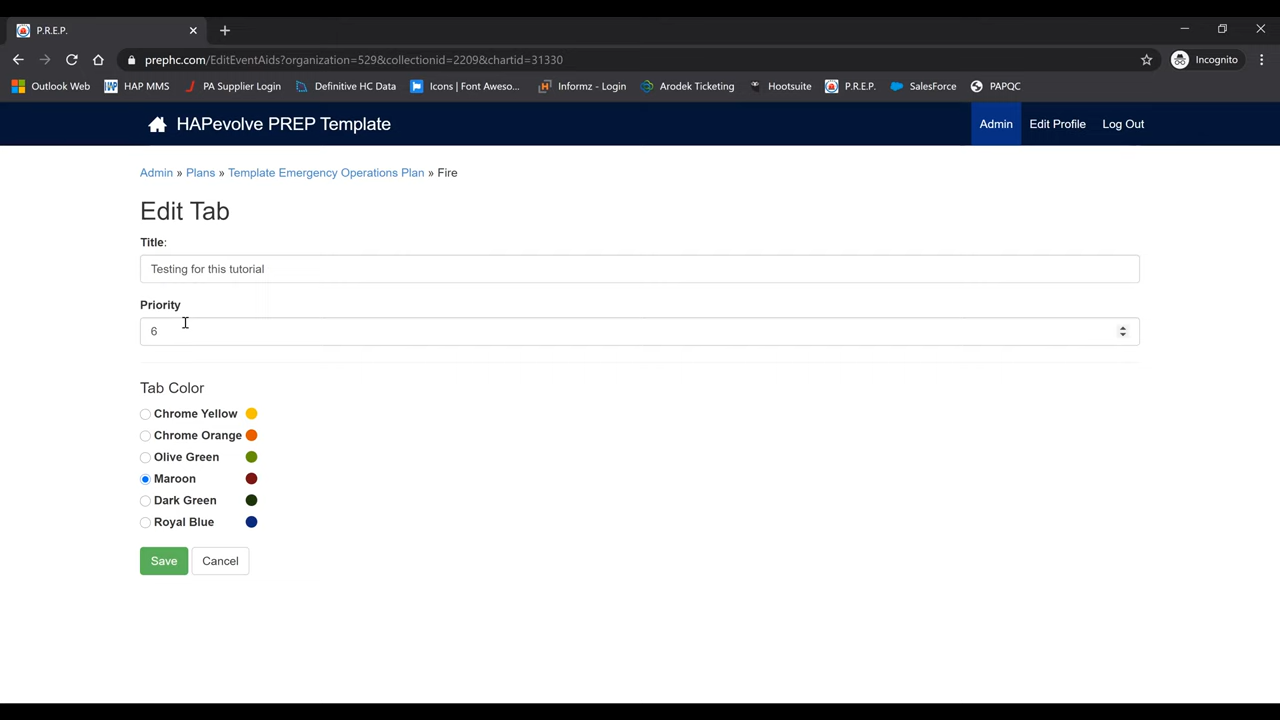 P.R.E.P.
prephc.com/EditEventAids?organization=529&collectionid=2209&chartid=31330
Incognito
Outlook Web HAP MMS PA Supplier Login Definitive HC Data Icons | Font Aweso... Informz - Login Arodek Ticketing Hootsuite P.R.E.P. SalesForce PAPQC
HAPevolve PREP Template
Admin Edit Profile Log Out
Admin » Plans » Template Emergency Operations Plan » Fire
Edit Tab
Title:
Testing for this tutorial
Priority
6
Tab Color
Chrome Yellow
Chrome Orange
Olive Green
Maroon
Dark Green
Royal Blue
Save Cancel